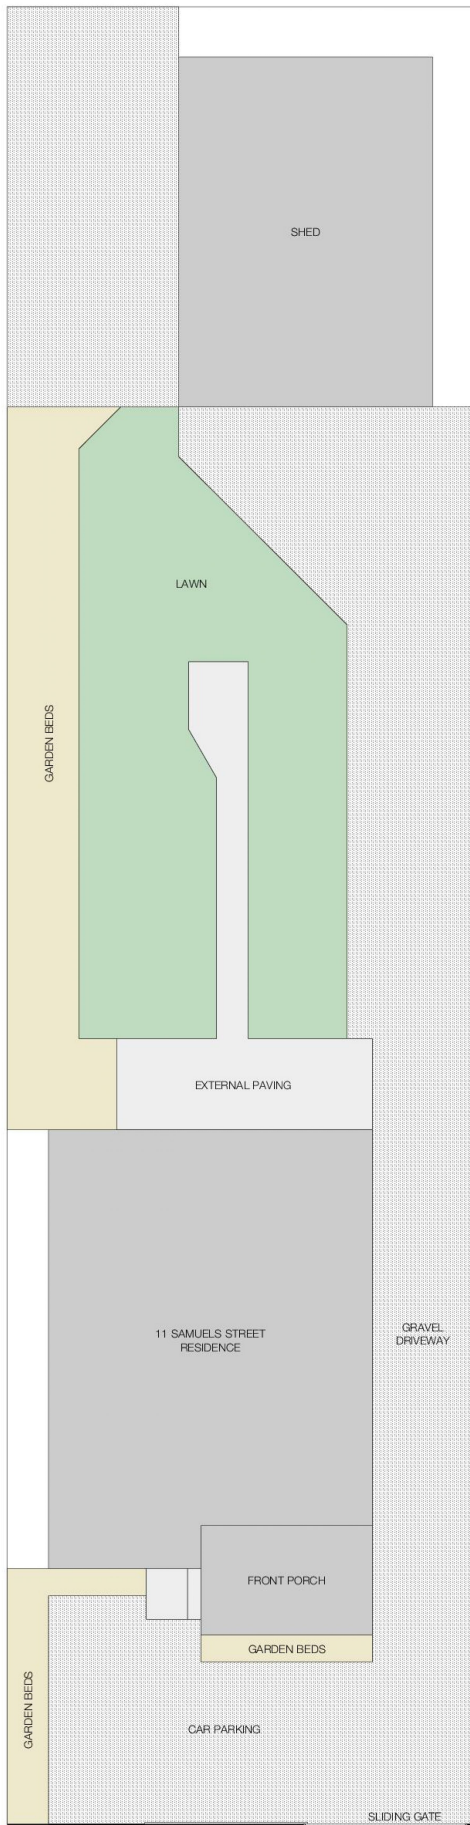 SHED
LAWN
GARDEN BEDS
EXTERNAL PAVING
11 SAMUELS STREET
RESIDENCE
GRAVEL
DRIVEWAY
FRONT PORCH
GARDEN BEDS
GARDEN BEDS
CAR PARKING
SLIDING GATE